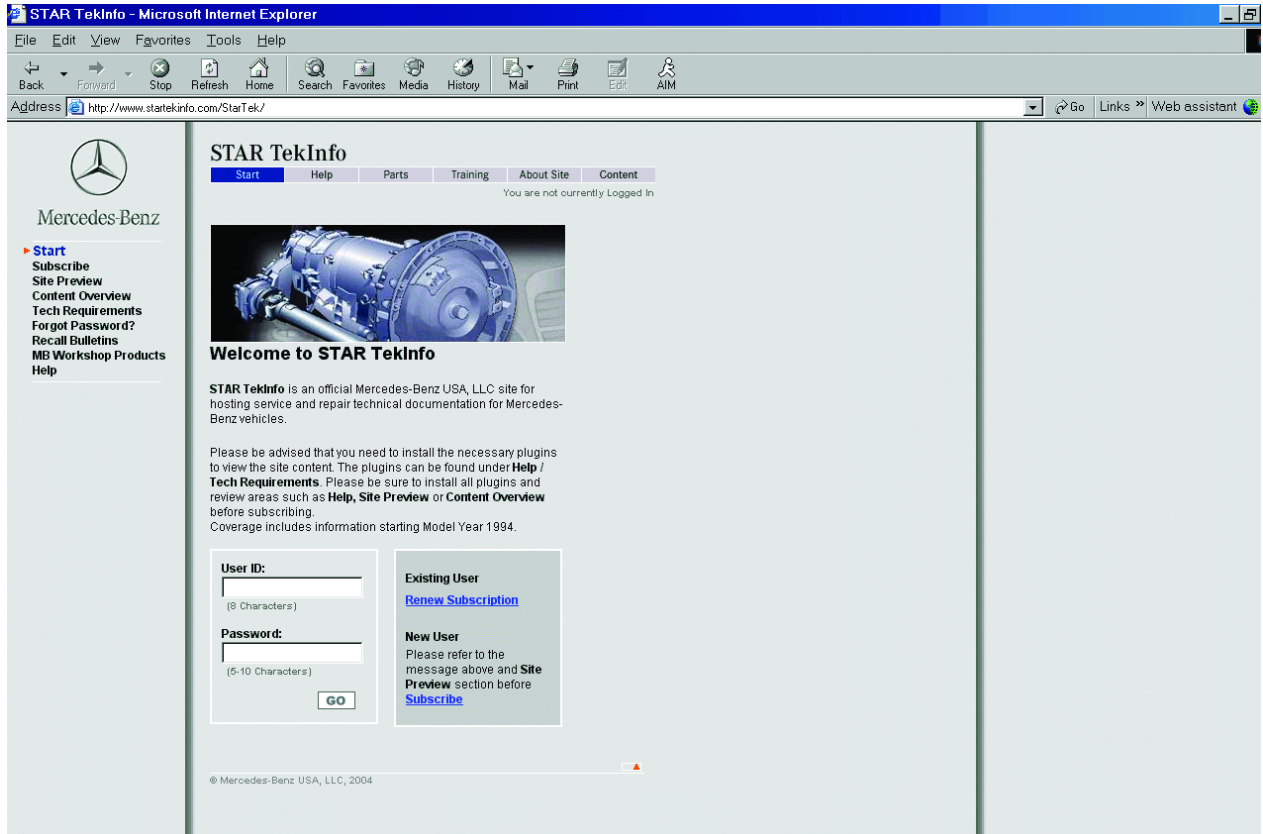 STAR TekInfo - Microsoft Internet Explorer
File Edit View Favorites Tools Help
Back Forward Stop Refresh Home Search Favorites Media History Mail Print Edit AIM
Address http://www.startekinfo.com/StarTek/ Go Links » Web assistant
Mercedes-Benz
Start
Subscribe
Site Preview
Content Overview
Tech Requirements
Forgot Password?
Recall Bulletins
MB Workshop Products
Help
STAR TekInfo
Start Help Parts Training About Site Content
You are not currently Logged In
Welcome to STAR TekInfo
STAR TekInfo is an official Mercedes-Benz USA, LLC site for
hosting service and repair technical documentation for Mercedes-
Benz vehicles.
Please be advised that you need to install the necessary plugins
to view the site content. The plugins can be found under Help /
Tech Requirements. Please be sure to install all plugins and
review areas such as Help, Site Preview or Content Overview
before subscribing.
Coverage includes information starting Model Year 1994.
User ID:
(8 Characters)
Password:
(5-10 Characters)
GO
Existing User
Renew Subscription
New User
Please refer to the
message above and Site
Preview section before
Subscribe
© Mercedes-Benz USA, LLC, 2004